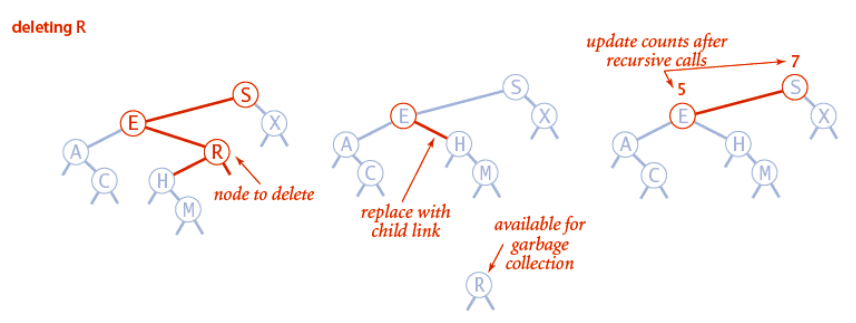 deleting R
S
E
X
A
R
C
H
M
node to delete
S
E
X
A
H
C
M
replace with
child link
available for
garbage
collection
R
update counts after
recursive calls
7
5
S
E
X
A
H
C
M